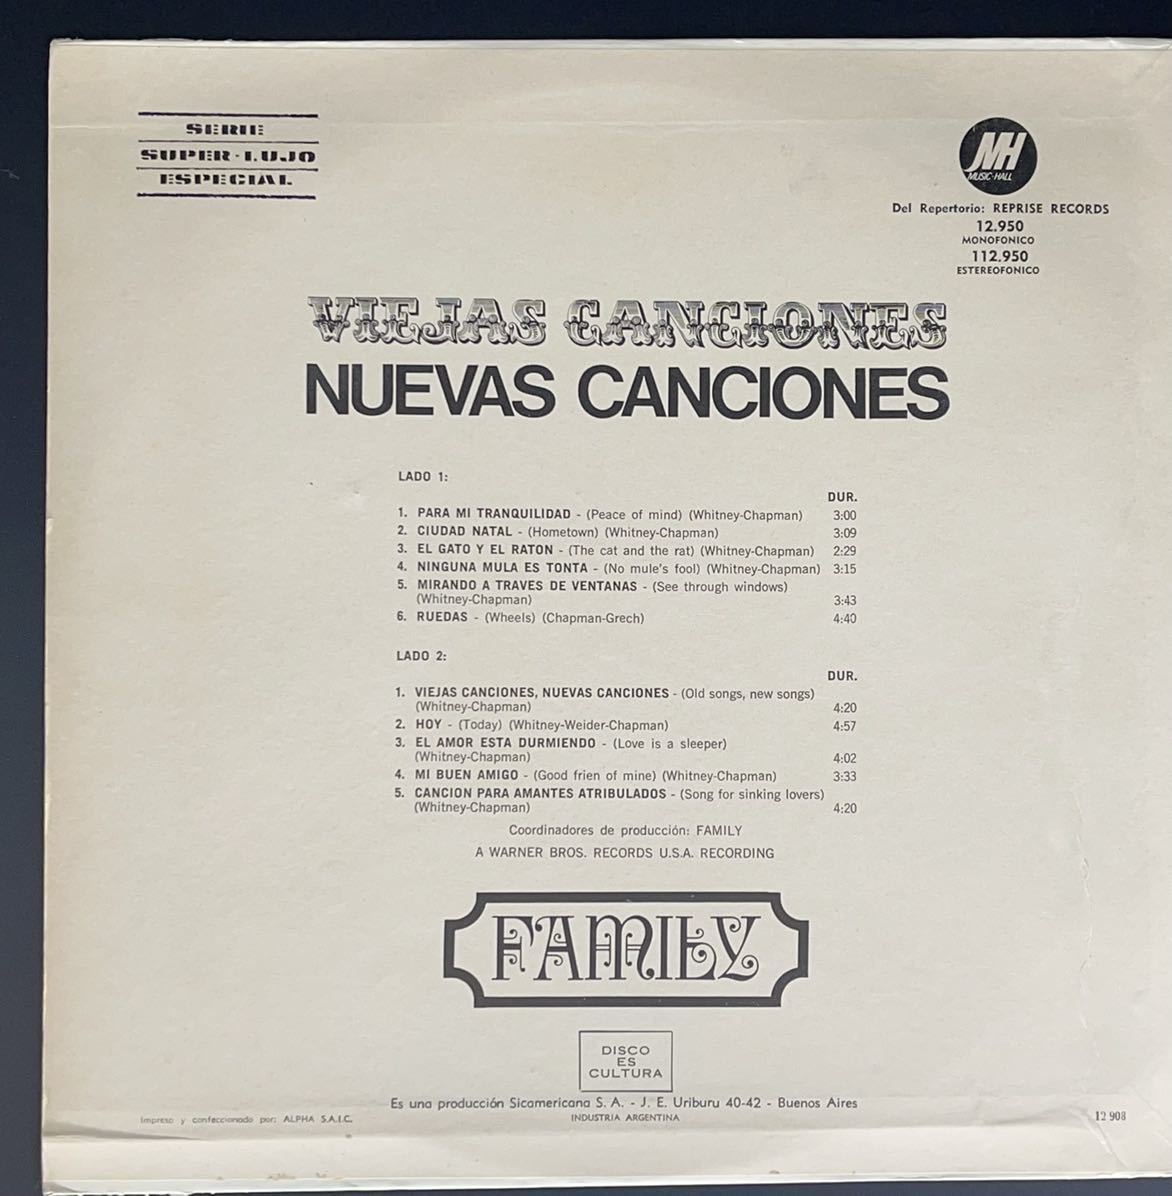 SERIE
SUPER-LUJO
ESPECIAL
MH
MUSIC-HALL
Del Repertorio: REPRISE RECORDS
12.950
MONOFONICO
112.950
ESTEREOFONICO
VIEJAS CANCIONES
NUEVAS CANCIONES
LADO 1:
DUR.
1. PARA MI TRANQUILIDAD - (Peace of mind) (Whitney-Chapman) 3:00
2. CIUDAD NATAL - (Hometown) (Whitney-Chapman) 3:09
3. EL GATO Y EL RATON - (The cat and the rat) (Whitney-Chapman) 2:29
4. NINGUNA MULA ES TONTA - (No mule's fool) (Whitney-Chapman) 3:15
5. MIRANDO A TRAVES DE VENTANAS - (See through windows)
(Whitney-Chapman) 3:43
6. RUEDAS - (Wheels) (Chapman-Grech) 4:40
LADO 2:
DUR.
1. VIEJAS CANCIONES, NUEVAS CANCIONES - (Old songs, new songs)
(Whitney-Chapman) 4:20
2. HOY - (Today) (Whitney-Weider-Chapman) 4:57
3. EL AMOR ESTA DURMIENDO - (Love is a sleeper)
(Whitney-Chapman) 4:02
4. MI BUEN AMIGO - (Good frien of mine) (Whitney-Chapman) 3:33
5. CANCION PARA AMANTES ATRIBULADOS - (Song for sinking lovers)
(Whitney-Chapman) 4:20
Coordinadores de producción: FAMILY
A WARNER BROS. RECORDS U.S.A. RECORDING
FAMILY
DISCO
ES
CULTURA
Es una producción Sicamericana S. A. - J. E. Uriburu 40-42 - Buenos Aires
INDUSTRIA ARGENTINA
Impreso y confeccionado por: ALPHA S.A.I.C.
12 908